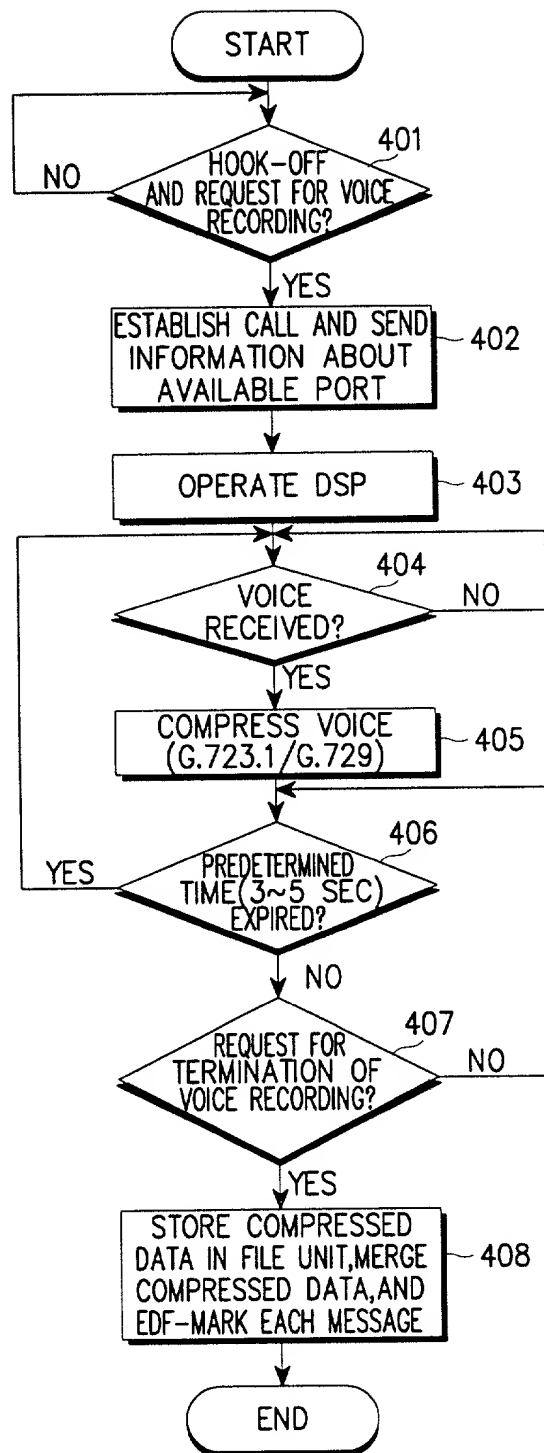 START
401
HOOK-OFF
AND REQUEST FOR VOICE
RECORDING?
NO
YES
ESTABLISH CALL AND SEND
INFORMATION ABOUT
AVAILABLE PORT
402
OPERATE DSP
403
404
VOICE
RECEIVED?
NO
YES
COMPRESS VOICE
(G.723.1/G.729)
405
406
PREDETERMINED
TIME(3~5 SEC)
EXPIRED?
YES
NO
407
REQUEST FOR
TERMINATION OF
VOICE RECORDING?
NO
YES
STORE COMPRESSED
DATA IN FILE UNIT,MERGE
COMPRESSED DATA,AND
EDF-MARK EACH MESSAGE
408
END